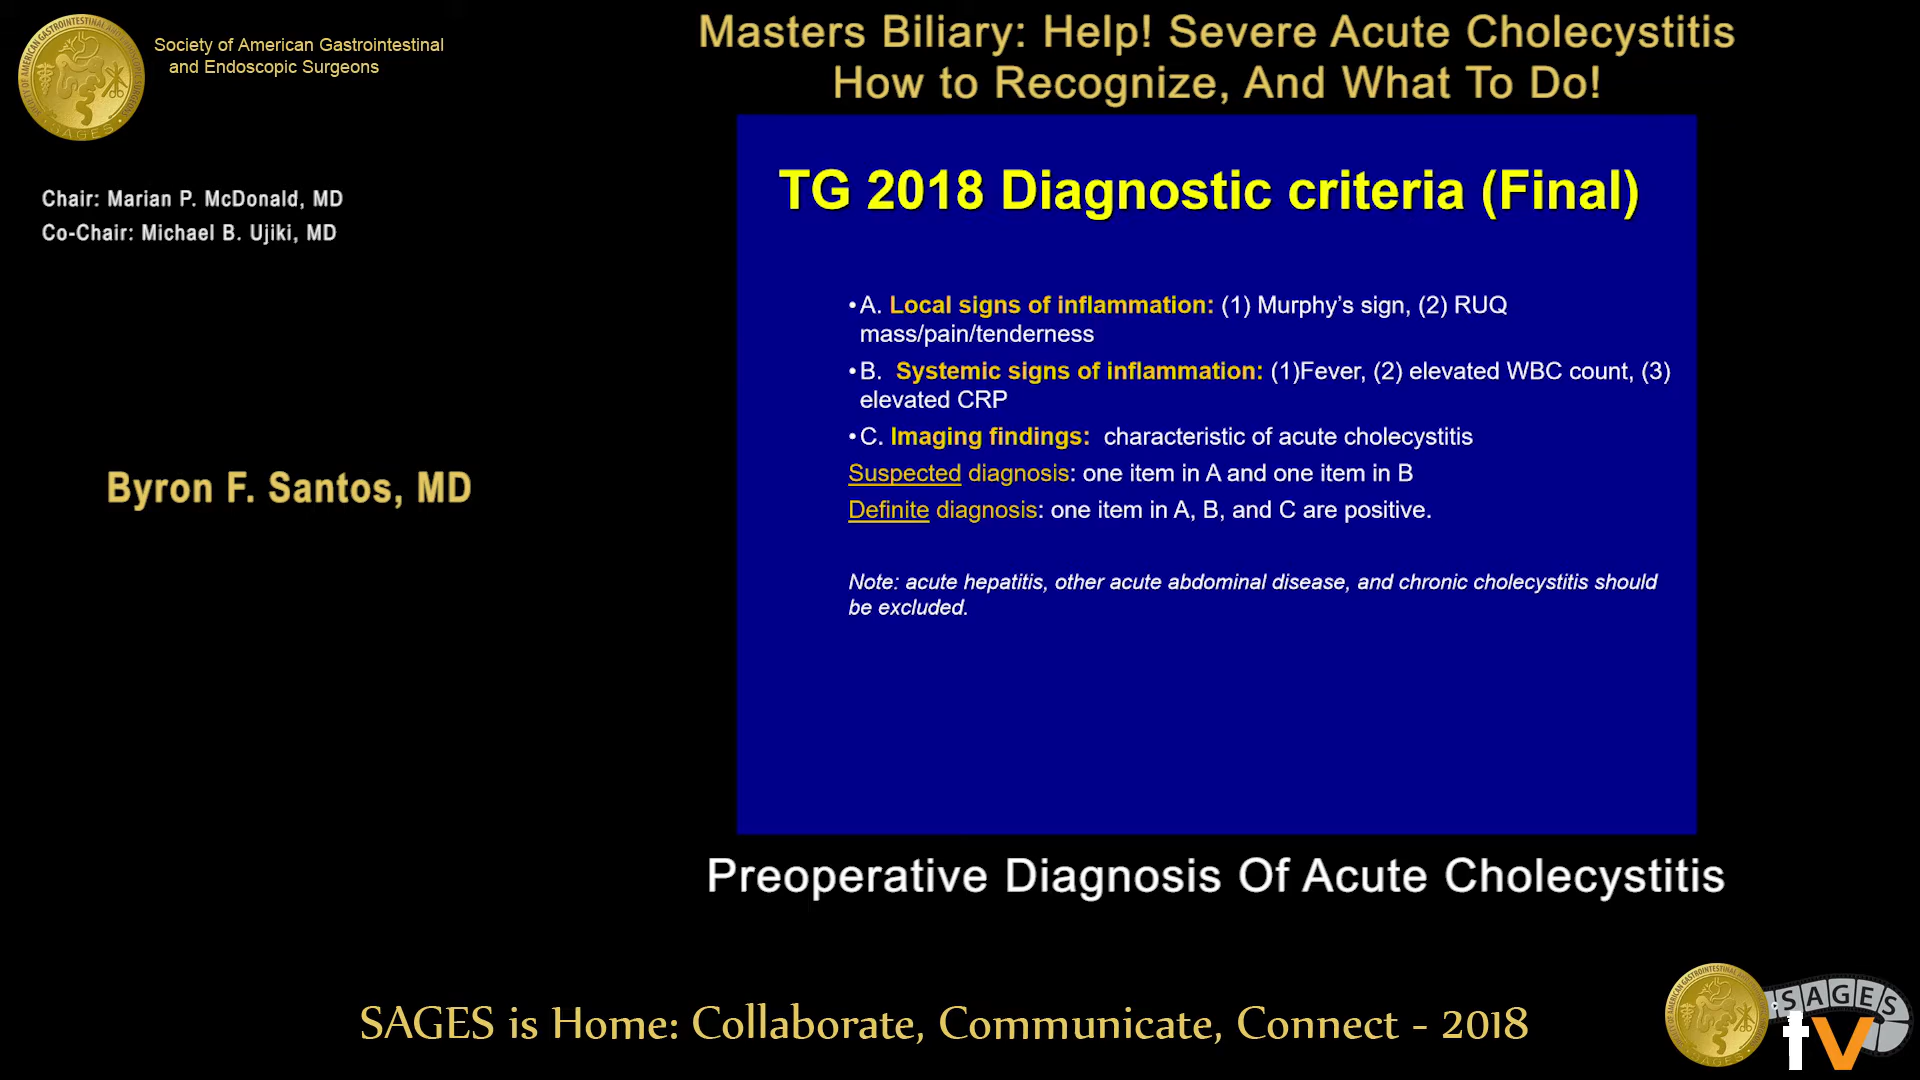 Society of American Gastrointestinal
and Endoscopic Surgeons
Masters Biliary: Help! Severe Acute Cholecystitis
How to Recognize, And What To Do!
Chair: Marian P. McDonald, MD
Co-Chair: Michael B. Ujiki, MD
Byron F. Santos, MD
TG 2018 Diagnostic criteria (Final)
• A. Local signs of inflammation: (1) Murphy’s sign, (2) RUQ
mass/pain/tenderness
• B. Systemic signs of inflammation: (1)Fever, (2) elevated WBC count, (3)
elevated CRP
• C. Imaging findings: characteristic of acute cholecystitis
Suspected diagnosis: one item in A and one item in B
Definite diagnosis: one item in A, B, and C are positive.
Note: acute hepatitis, other acute abdominal disease, and chronic cholecystitis should
be excluded.
Preoperative Diagnosis Of Acute Cholecystitis
SAGES is Home: Collaborate, Communicate, Connect - 2018
SAGES
tv